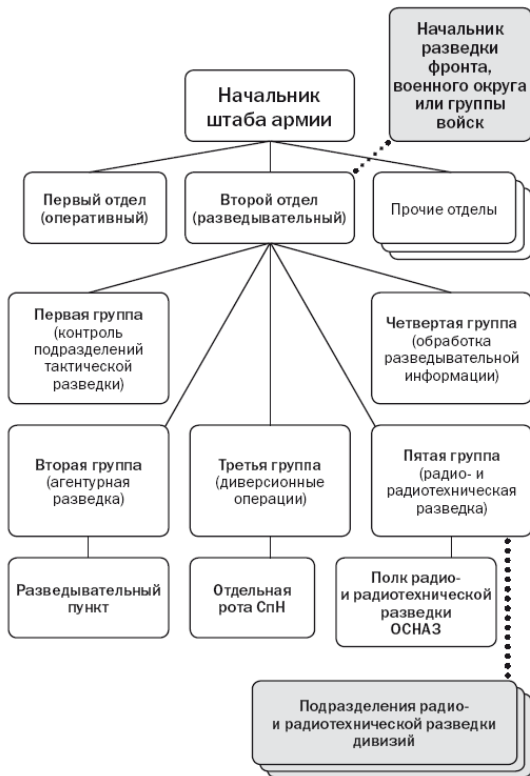 Начальник
разведки
фронта,
военного округа
или группы
войск
Начальник
штаба армии
Первый отдел
(оперативный)
Второй отдел
(разведывательный)
Прочие отделы
Первая группа
(контроль
подразделений
тактической
разведки)
Четвертая группа
(обработка
разведывательной
информации)
Вторая группа
(агентурная
разведка)
Третья группа
(диверсионные
операции)
Пятая группа
(радио- и
радиотехническая
разведка)
Разведывательный
пункт
Отдельная
рота СпН
Полк радио-
и радиотехнической
разведки
ОСНАЗ
Подразделения радио-
и радиотехнической разведки
дивизий